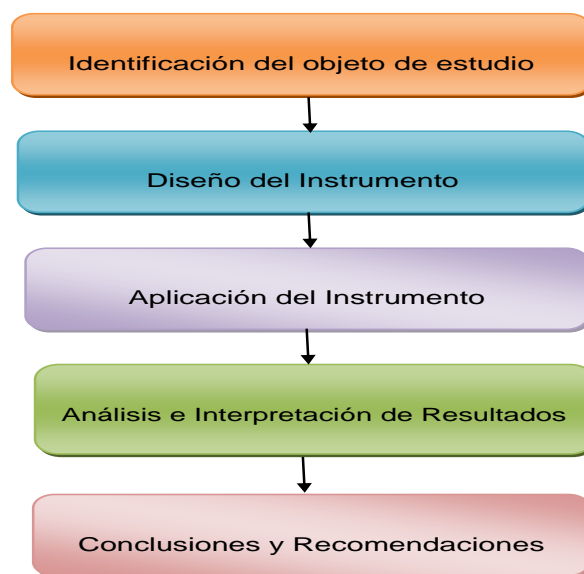 Identificación del objeto de estudio
Diseño del Instrumento
Aplicación del Instrumento
Análisis e Interpretación de Resultados
Conclusiones y Recomendaciones